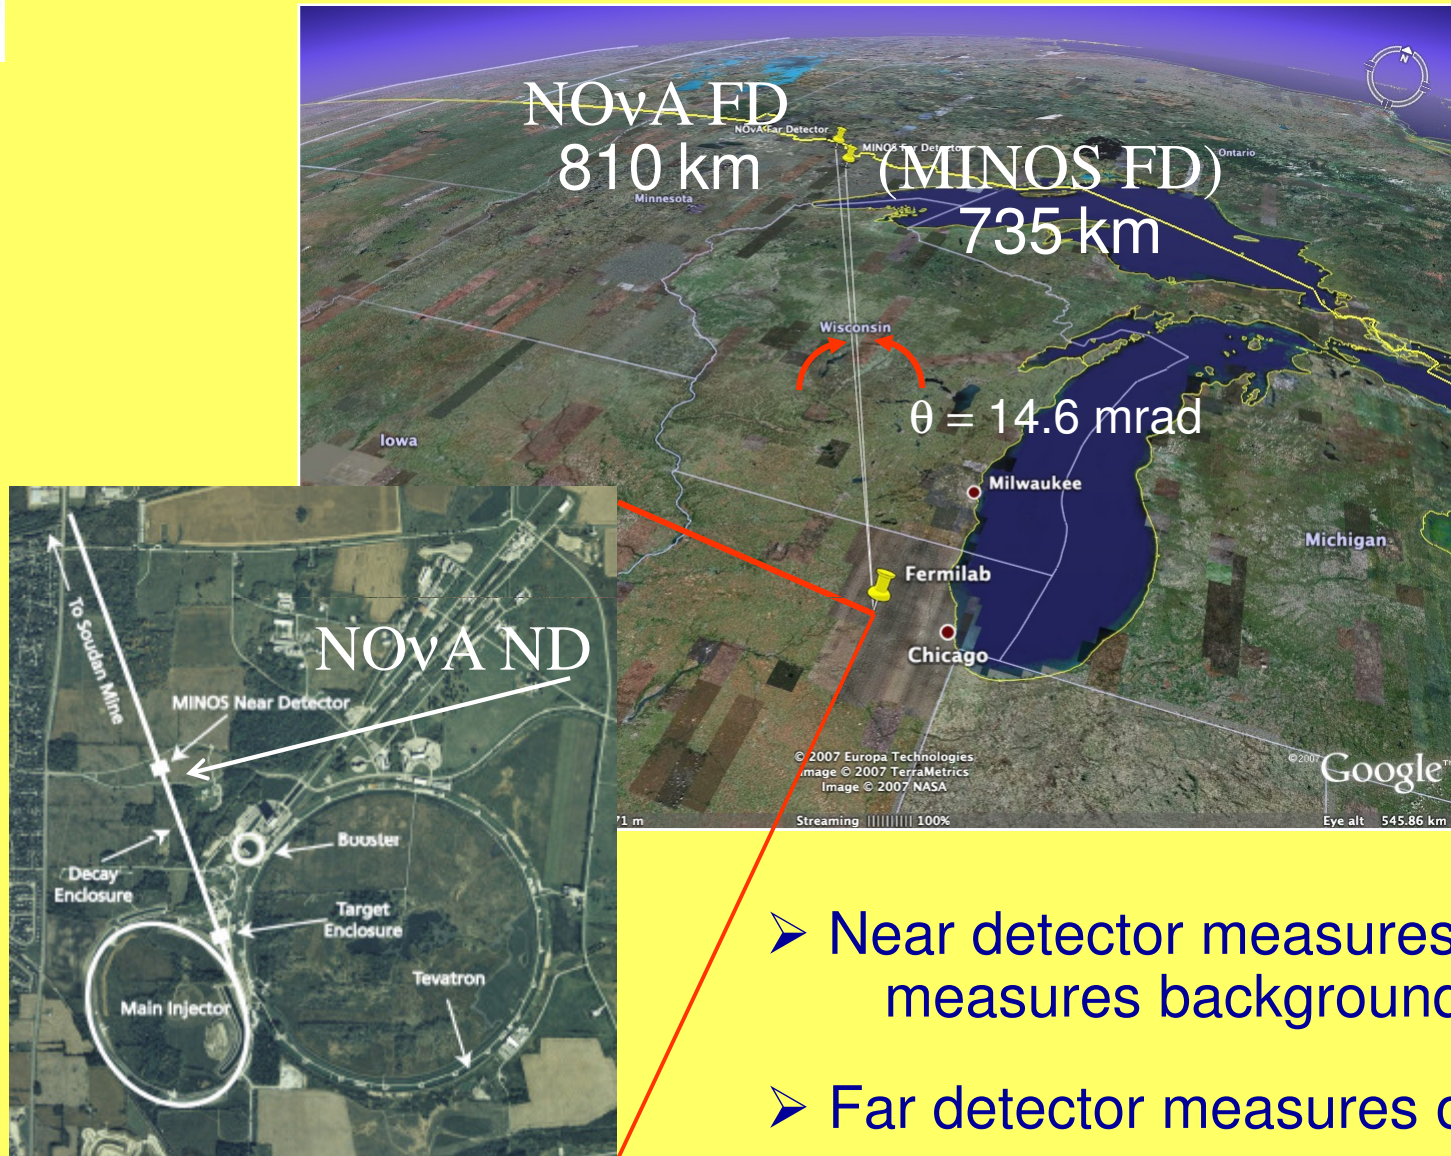 NOνA FD
810 km
NOvA Far Detector
MINOS Far Detector
(MINOS FD)
735 km
Ontario
Minnesota
N
Wisconsin
θ = 14.6 mrad
Iowa
Milwaukee
Michigan
Fermilab
Chicago
© 2007 Europa Technologies
Image © 2007 TerraMetrics
Image © 2007 NASA
©2007 Google™
71 m
Streaming 100%
Eye alt 545.86 km
To Soudan Mine
NOνA ND
MINOS Near Detector
Booster
Decay
Enclosure
Target
Enclosure
Tevatron
Main Injector
➢ Near detector measures
measures background
➢ Far detector measures